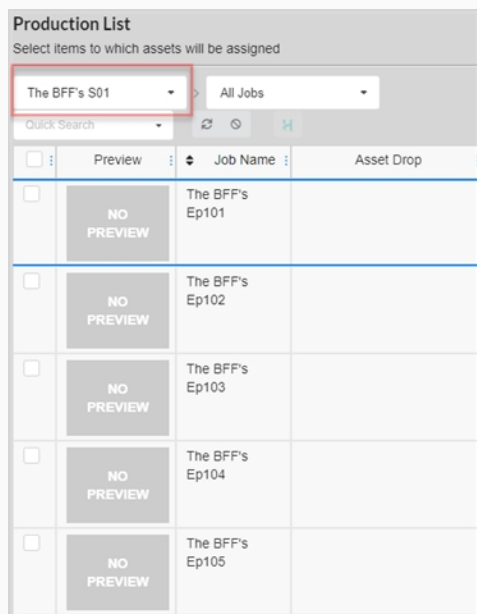 Production List
Select items to which assets will be assigned
The BFF's S01 > All Jobs
Quick Search
Preview Job Name Asset Drop
NO
PREVIEW
The BFF's
Ep101
NO
PREVIEW
The BFF's
Ep102
NO
PREVIEW
The BFF's
Ep103
NO
PREVIEW
The BFF's
Ep104
NO
PREVIEW
The BFF's
Ep105